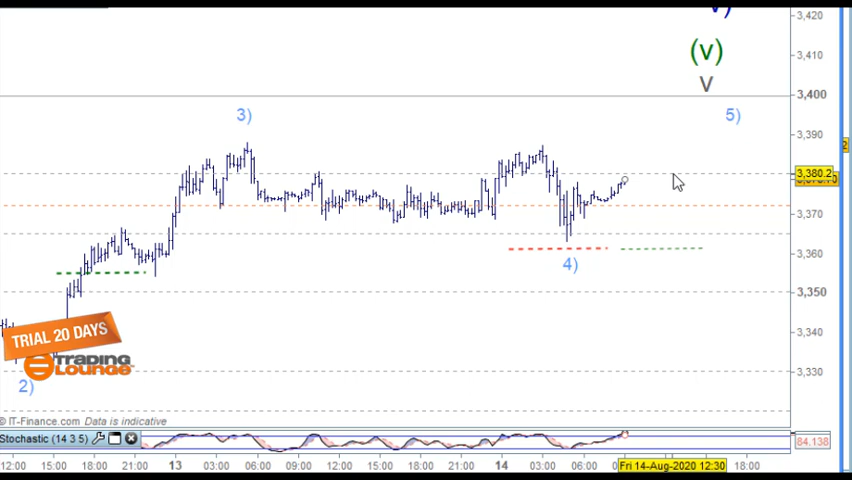 v)
3,420
(v)
3,410
v
3,400
3)
5)
3,390
3,380.2
3,370
3,360
4)
3,350
TRIAL 20 DAYS
3,340
Trading
Lounge
3,330
2)
© IT-Finance.com Data is indicative
Stochastic (14 3 5)
84.138
12:00 15:00 18:00 21:00 13 03:00 06:00 09:00 12:00 15:00 18:00 21:00 14 03:00 06:00 Fri 14-Aug-2020 12:30 18:00